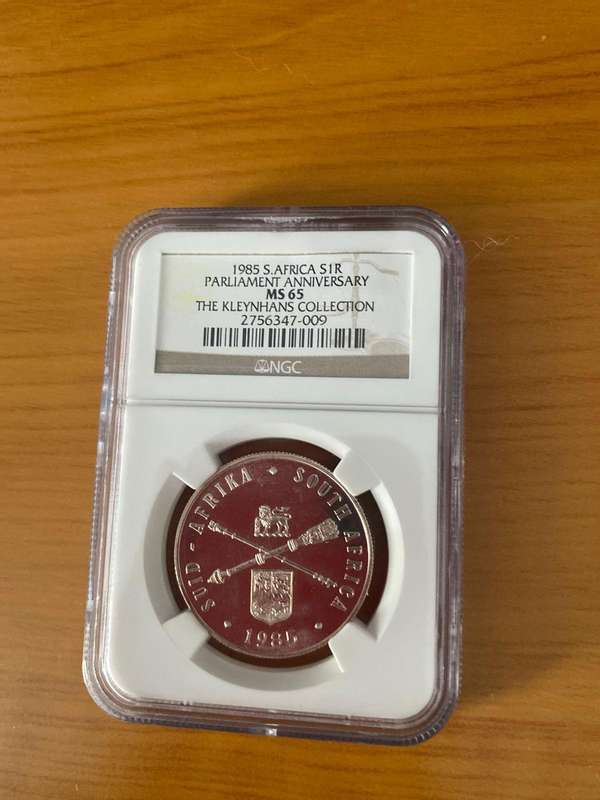 1985 S.AFRICA S1R
PARLIAMENT ANNIVERSARY
MS 65
THE KLEYNHANS COLLECTION
2756347-009
NGC
SUID-AFRIKA • SOUTH AFRICA
• 1985 •